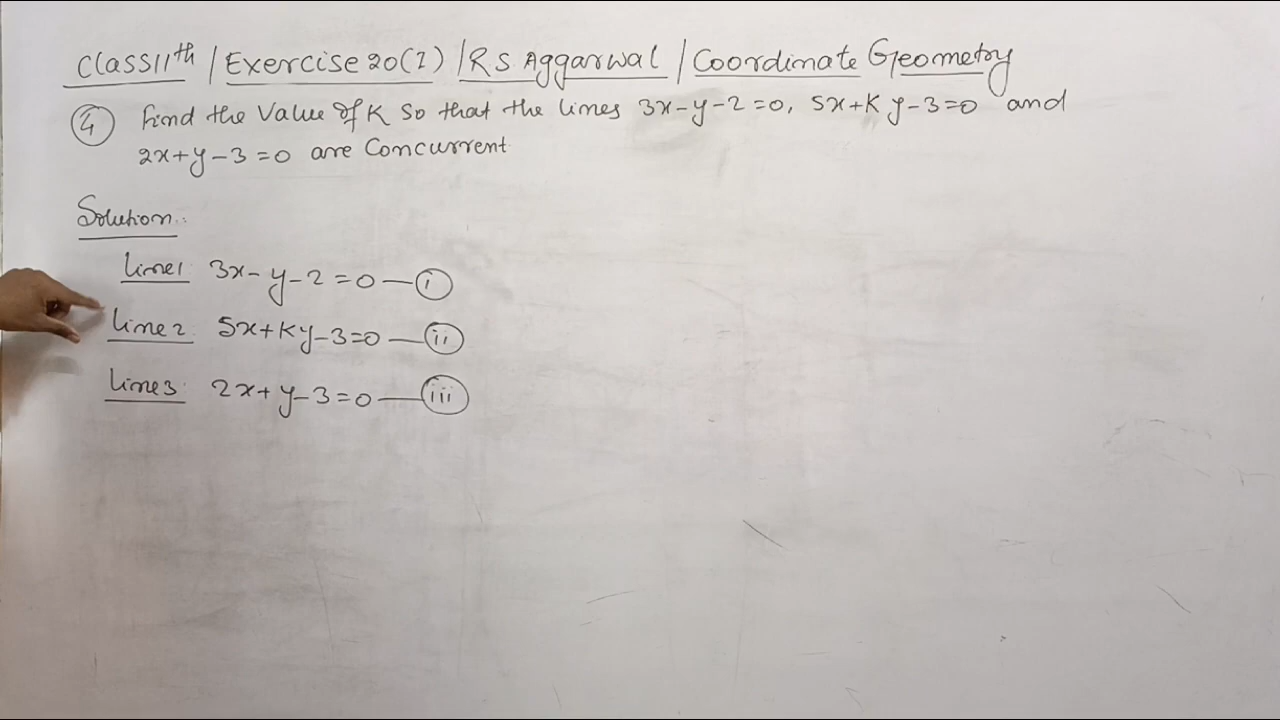 Class 11th / Exercise 20(I) / RS Aggarwal / Coordinate Geometry
(4) Find the Value Of K So that the lines 3x-y-2=0, 5x+Ky-3=0 and
2x+y-3=0 are Concurrent
Solution:
line1 3x-y-2=0 — (i)
line2: 5x+Ky-3=0 — (ii)
line3: 2x+y-3=0 — (iii)